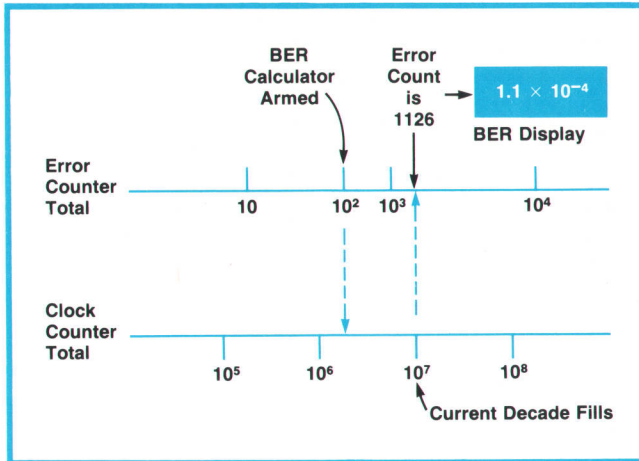 BER
Calculator
Armed
Error
Count
is
1126
1.1 × 10⁻⁴
BER Display
Error
Counter
Total
10
10²
10³
10⁴
Clock
Counter
Total
10⁵
10⁶
10⁷
10⁸
Current Decade Fills